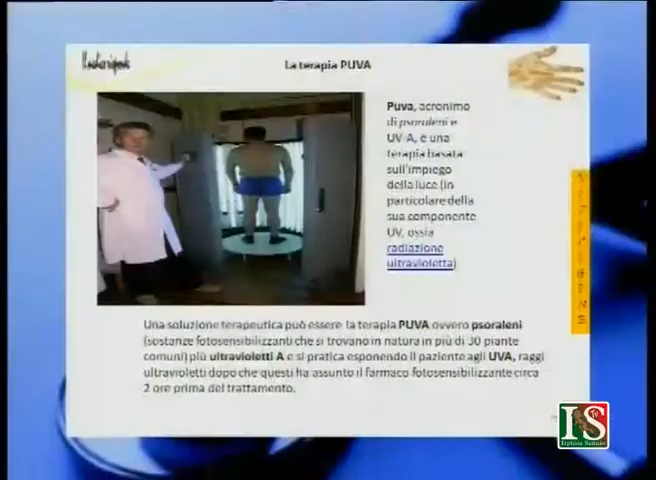 La terapia PUVA
Puva, acronimo
di psoraleni e
UV-A, è una
terapia basata
sull'impiego
della luce (in
particolare della
sua componente
UV, ossia
radiazione
ultravioletta)
Una soluzione terapeutica può essere la terapia PUVA ovvero psoraleni
(sostanze fotosensibilizzanti che si trovano in natura in più di 30 piante
comuni) più ultravioletti A e si pratica esponendo il paziente agli UVA, raggi
ultravioletti dopo che questi ha assunto il farmaco fotosensibilizzante circa
2 ore prima del trattamento.
IS